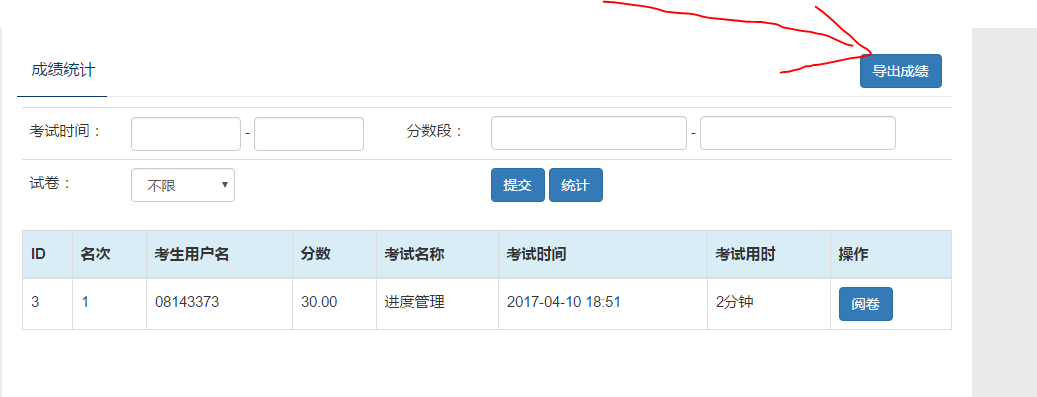 成绩统计 导出成绩
考试时间： - 分数段： -
试卷： 不限 提交 统计
ID 名次 考生用户名 分数 考试名称 考试时间 考试用时 操作
3 1 08143373 30.00 进度管理 2017-04-10 18:51 2分钟 阅卷